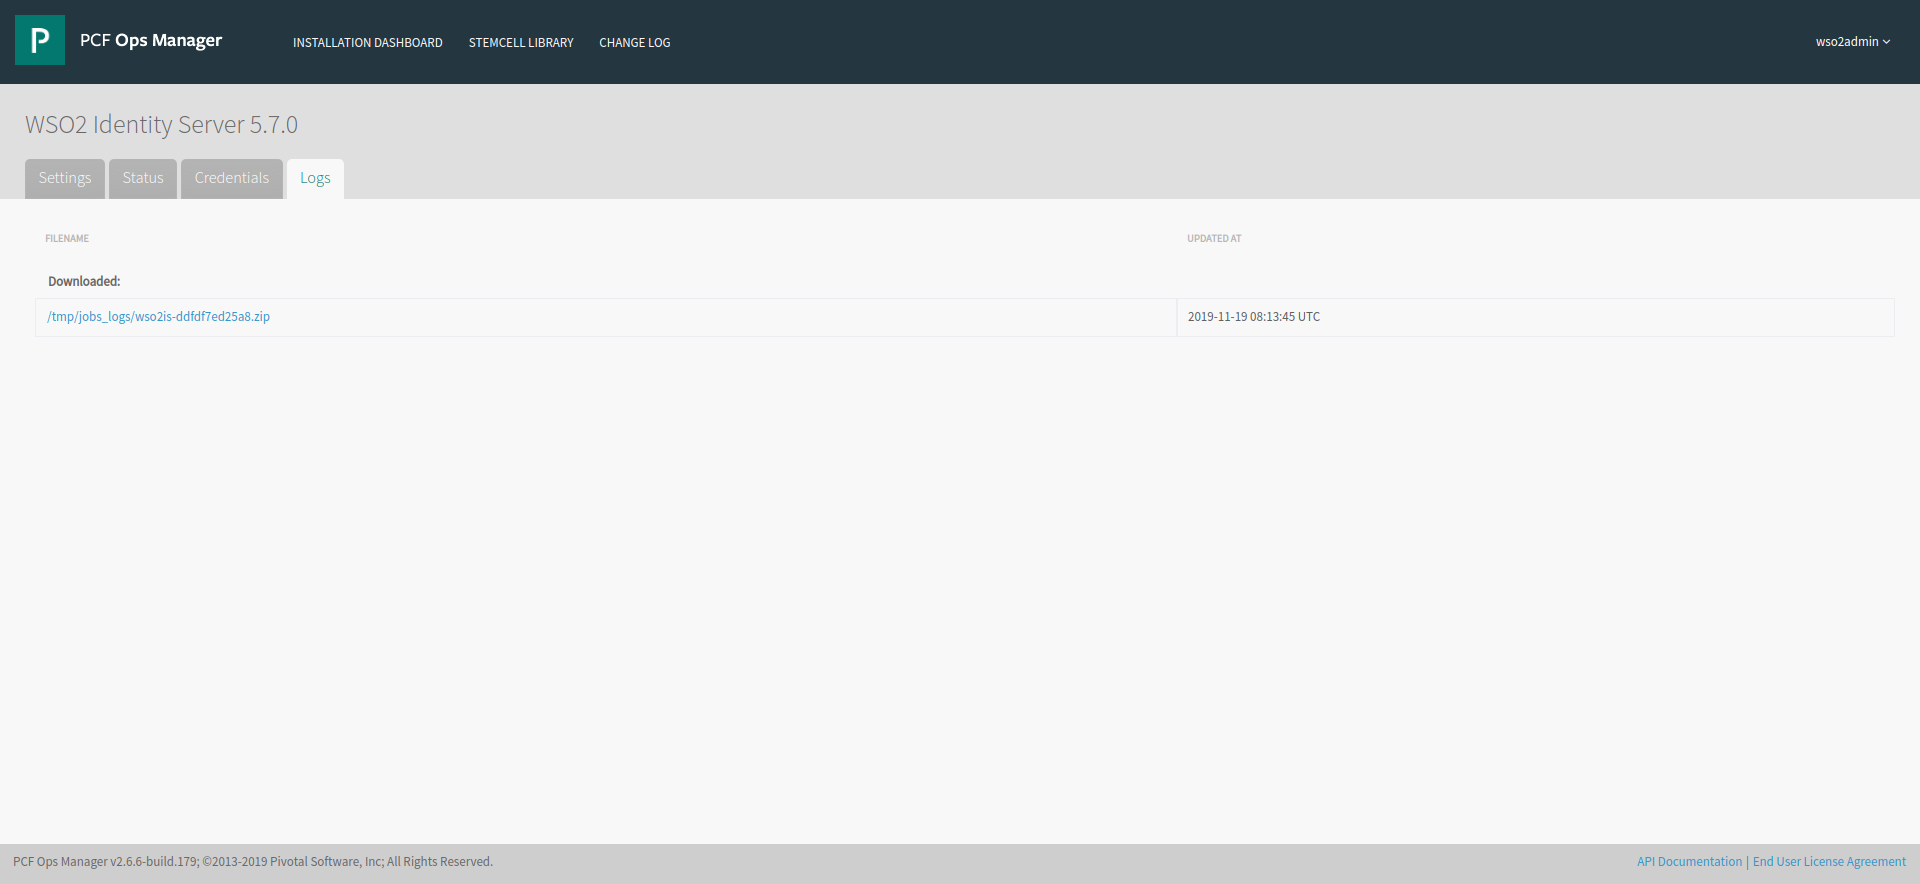 P
PCF Ops Manager
INSTALLATION DASHBOARD STEMCELL LIBRARY CHANGE LOG
wso2admin
WSO2 Identity Server 5.7.0
Settings Status Credentials Logs
FILENAME UPDATED AT
Downloaded:
/tmp/jobs_logs/wso2is-ddfdf7ed25a8.zip 2019-11-19 08:13:45 UTC
PCF Ops Manager v2.6.6-build.179; ©2013-2019 Pivotal Software, Inc; All Rights Reserved.
API Documentation | End User License Agreement